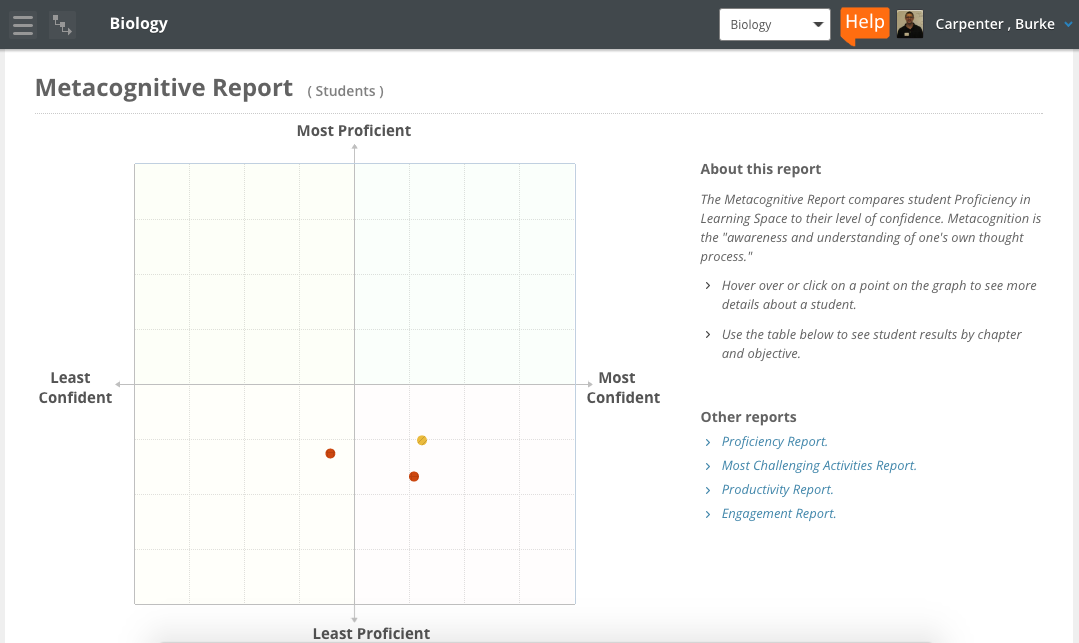 Biology
Biology
Help
Carpenter , Burke
Metacognitive Report ( Students )
Most Proficient
Least
Confident
Most
Confident
Least Proficient
About this report
The Metacognitive Report compares student Proficiency in
Learning Space to their level of confidence. Metacognition is
the "awareness and understanding of one's own thought
process."
Hover over or click on a point on the graph to see more
details about a student.
Use the table below to see student results by chapter
and objective.
Other reports
Proficiency Report.
Most Challenging Activities Report.
Productivity Report.
Engagement Report.